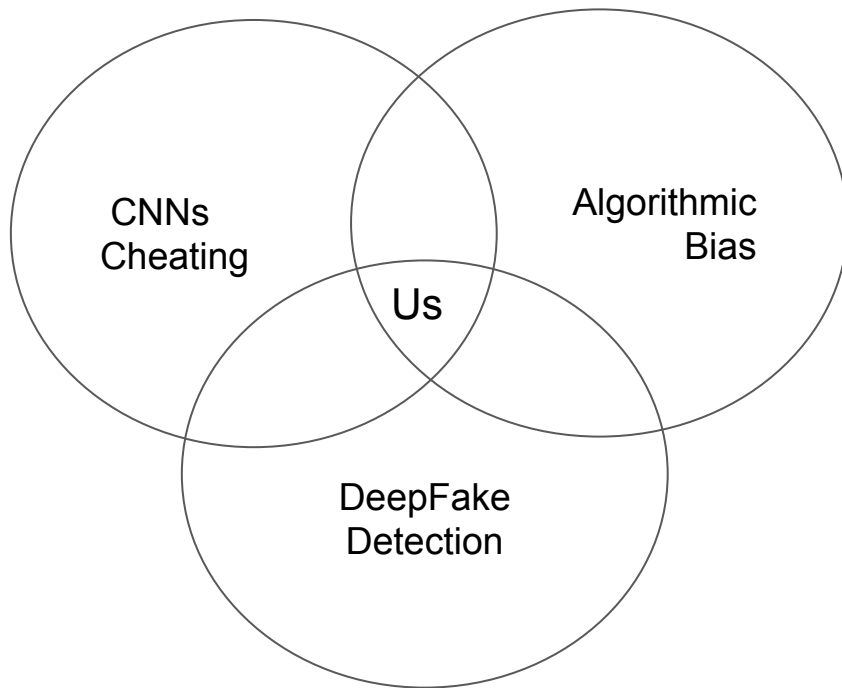 CNNs
Cheating
Algorithmic
Bias
Us
DeepFake
Detection